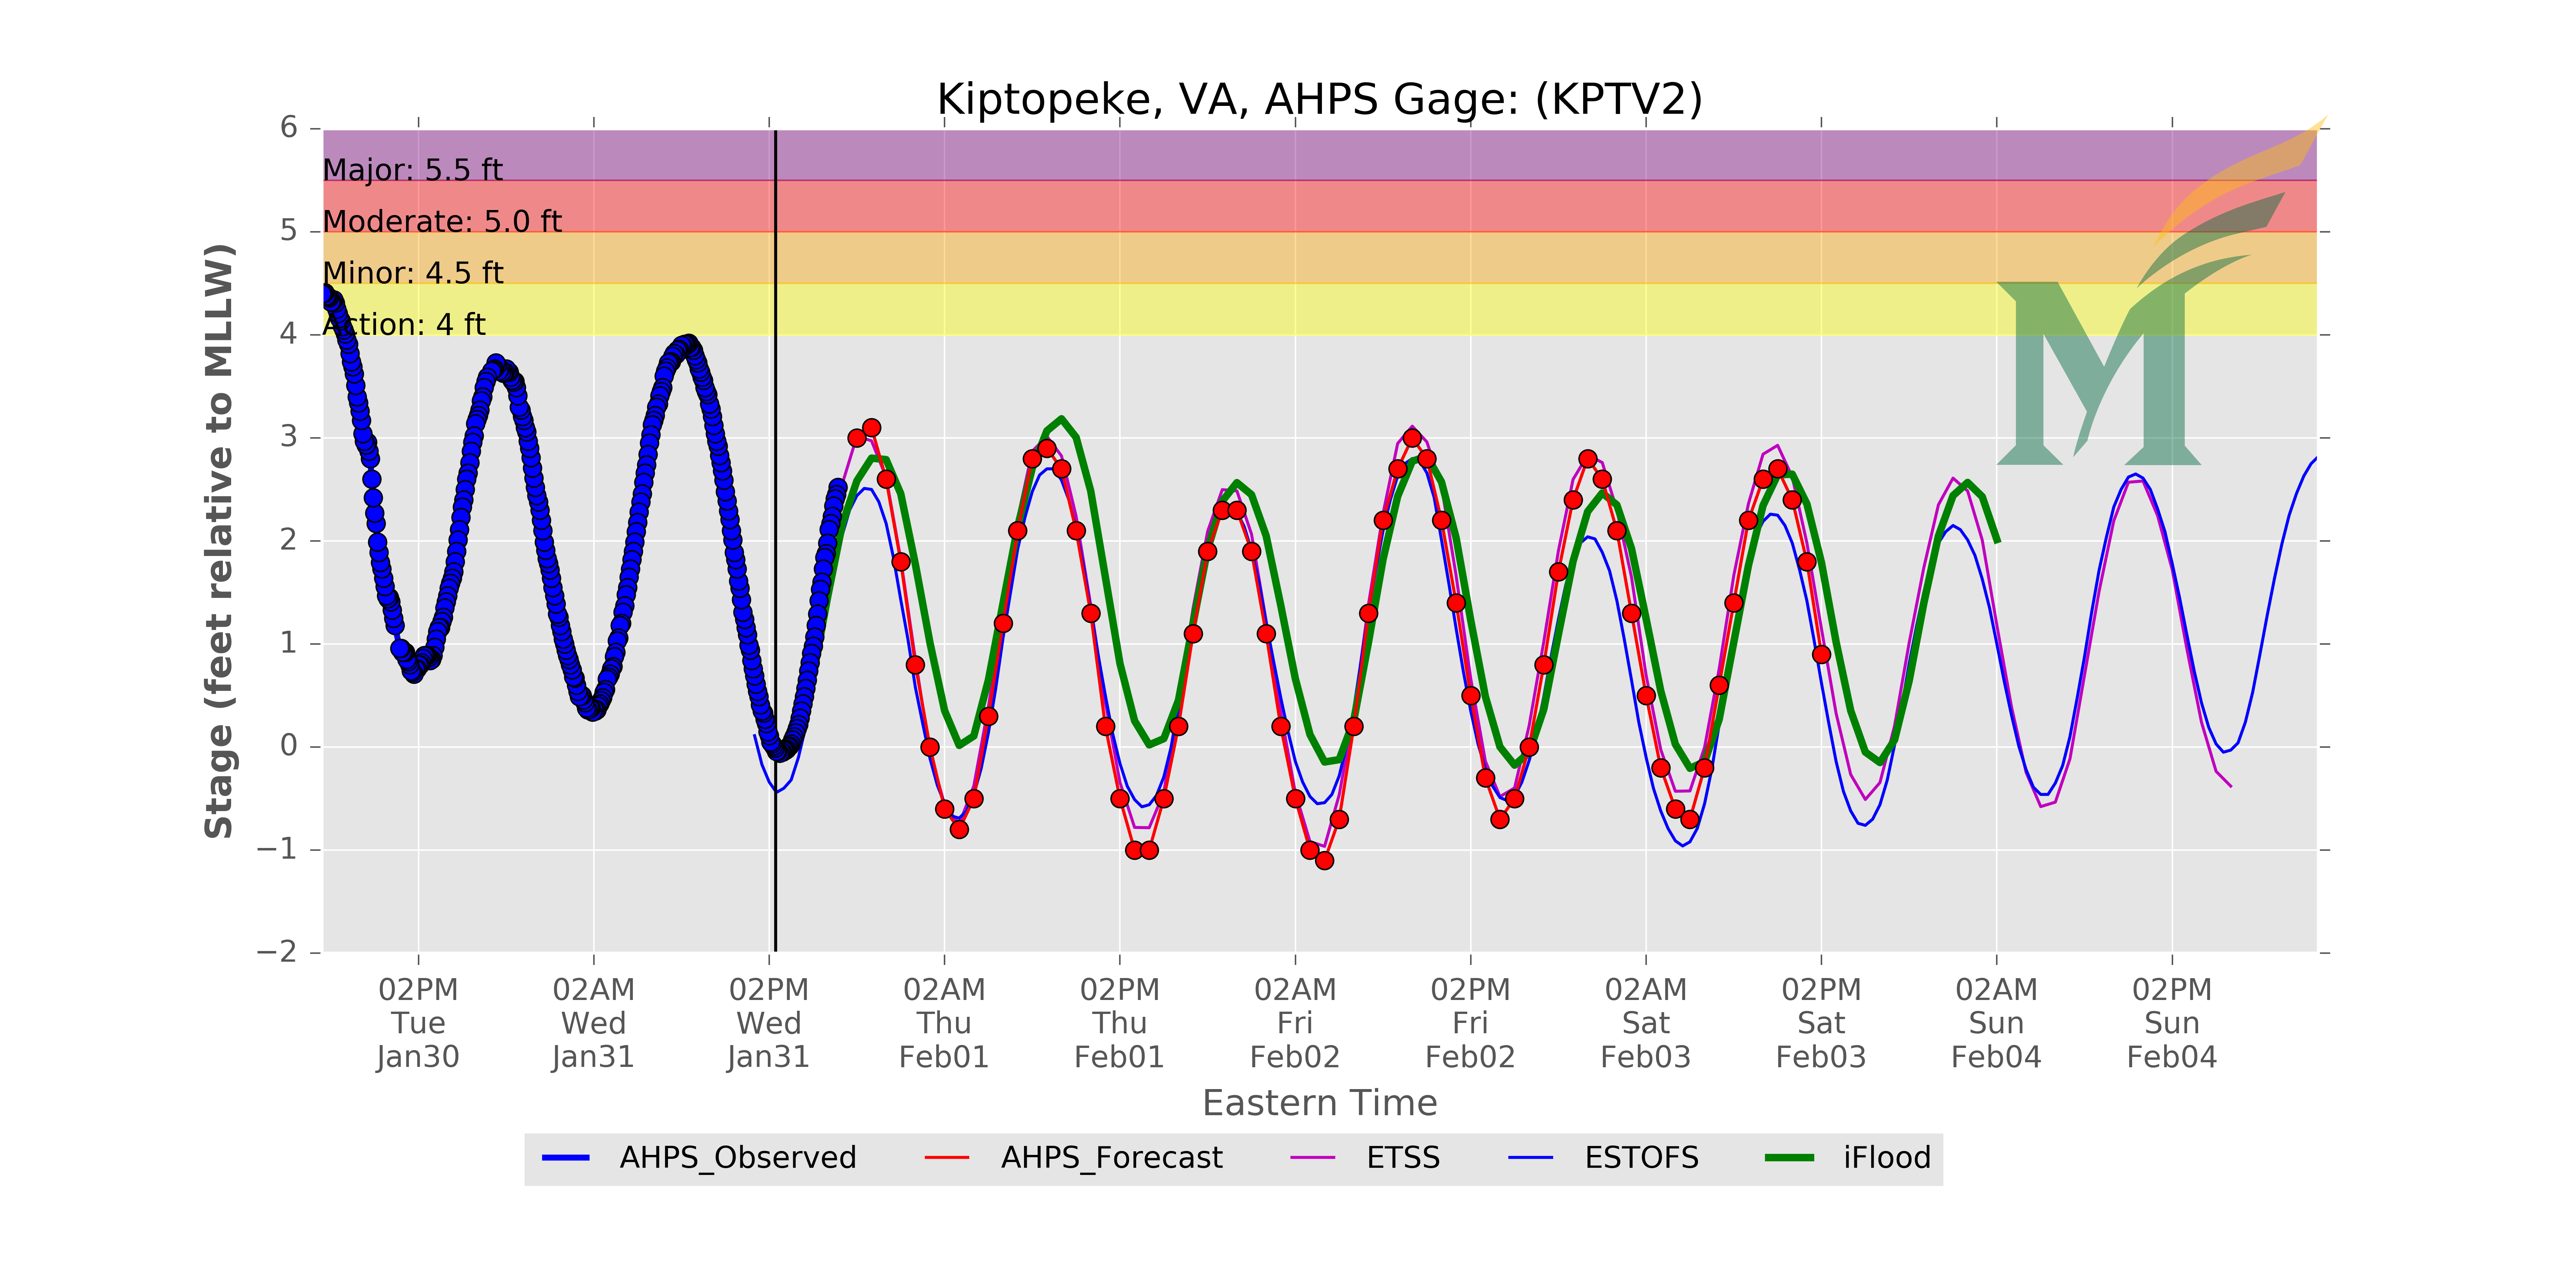 Kiptopeke, VA, AHPS Gage: (KPTV2)
6
5
4
3
2
1
0
−1
−2
Stage (feet relative to MLLW)
Major: 5.5 ft
Moderate: 5.0 ft
Minor: 4.5 ft
Action: 4 ft
M
02PM
Tue
Jan30
02AM
Wed
Jan31
02PM
Wed
Jan31
02AM
Thu
Feb01
02PM
Thu
Feb01
02AM
Fri
Feb02
02PM
Fri
Feb02
02AM
Sat
Feb03
02PM
Sat
Feb03
02AM
Sun
Feb04
02PM
Sun
Feb04
Eastern Time
AHPS_Observed
AHPS_Forecast
ETSS
ESTOFS
iFlood